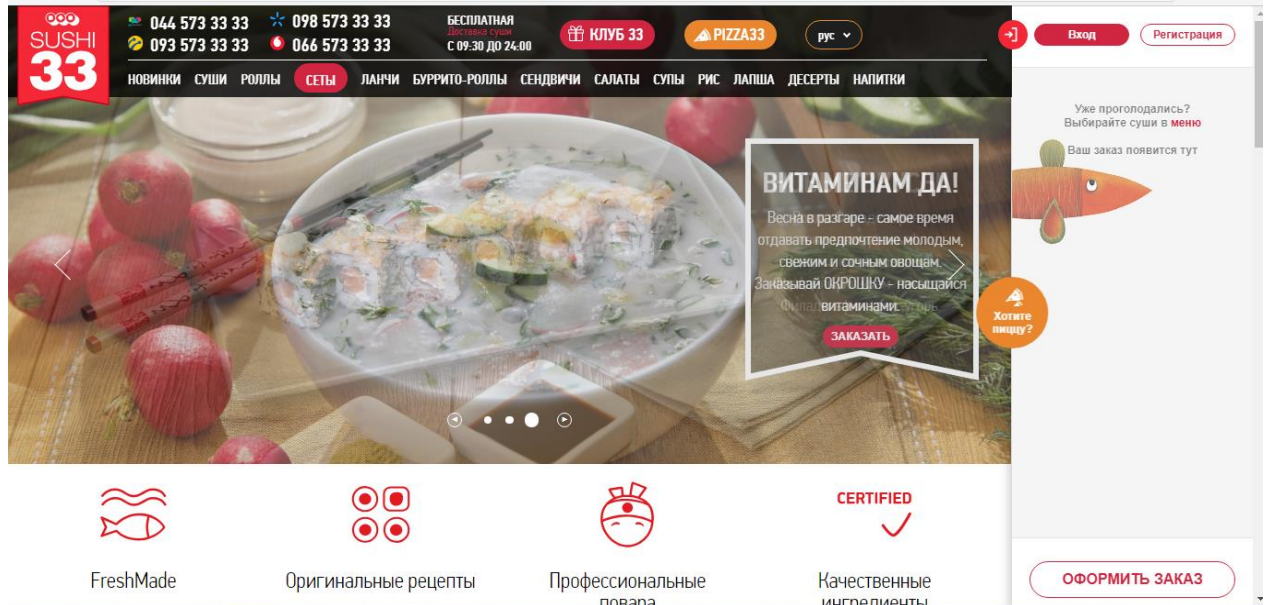 SUSHI
33
044 573 33 33
098 573 33 33
093 573 33 33
066 573 33 33
БЕСПЛАТНАЯ
Доставка суши
С 09:30 ДО 24:00
КЛУБ 33
PIZZA33
рус
Вход
Регистрация
НОВИНКИ СУШИ РОЛЛЫ СЕТЫ ЛАНЧИ БУРРИТО-РОЛЛЫ СЕНДВИЧИ САЛАТЫ СУПЫ РИС ЛАПША ДЕСЕРТЫ НАПИТКИ
Уже проголодались?
Выбирайте суши в меню
Ваш заказ появится тут
ВИТАМИНАМ ДА!
Весна в разгаре - самое время
отдавать предпочтение молодым,
свежим и сочным овощам.
Заказывай ОКРОШКУ - насыщайся
витаминами.
ЗАКАЗАТЬ
Хотите
пиццу?
CERTIFIED
FreshMade
Оригинальные рецепты
Профессиональные
повара
Качественные
ингредиенты
ОФОРМИТЬ ЗАКАЗ